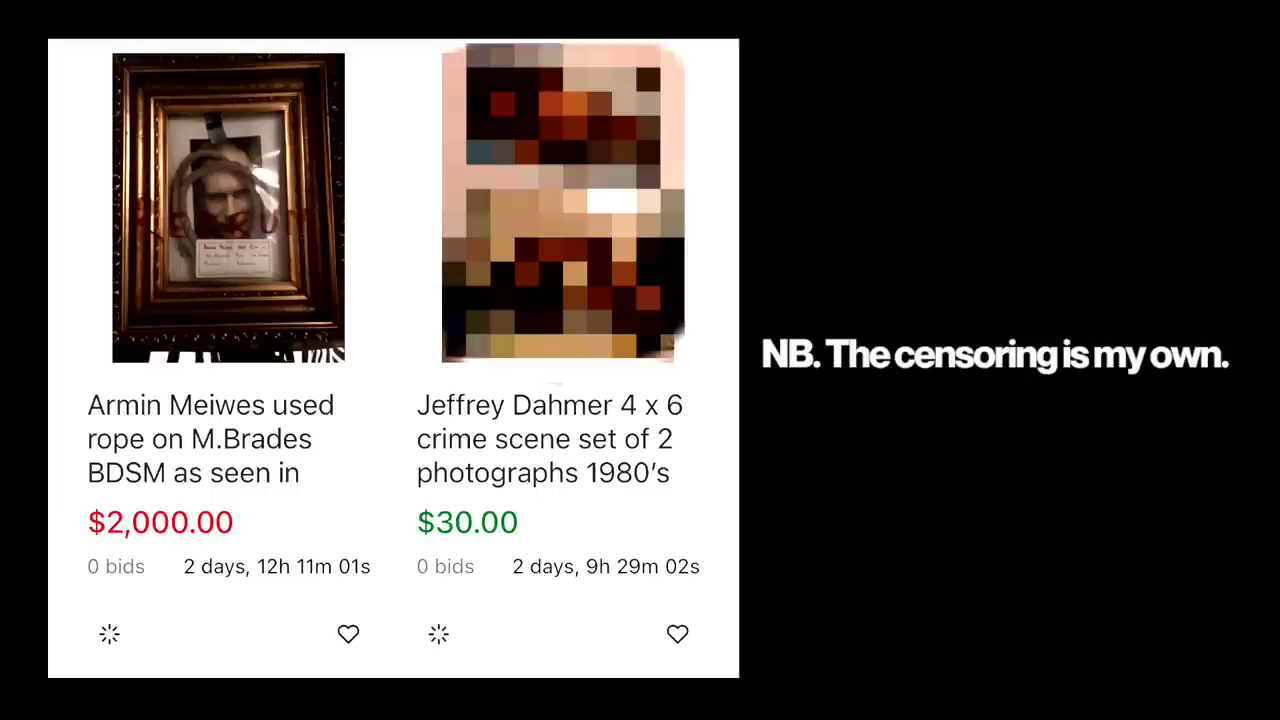 Armin Meiwes used
rope on M.Brades
BDSM as seen in
$2,000.00
0 bids
2 days, 12h 11m 01s
Jeffrey Dahmer 4 x 6
crime scene set of 2
photographs 1980's
$30.00
0 bids
2 days, 9h 29m 02s
NB. The censoring is my own.